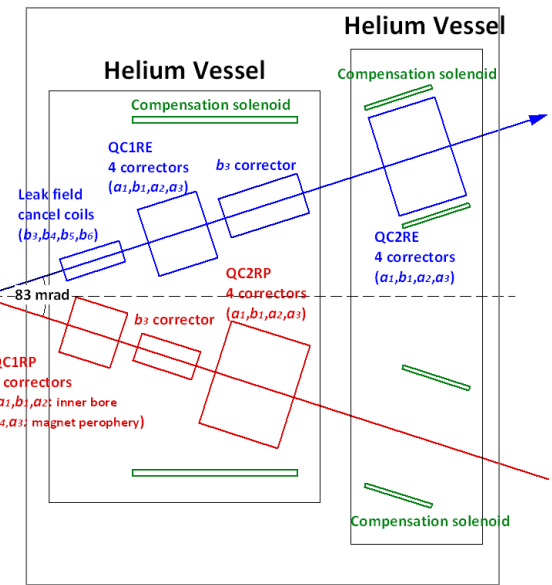 Helium Vessel
Helium Vessel
Compensation solenoid
Compensation solenoid
QC1RE
4 correctors
(a1,b1,a2,a3)
b3 corrector
Leak field
cancel coils
(b3,b4,b5,b6)
QC2RE
4 correctors
(a1,b1,a2,a3)
83 mrad
QC2RP
4 correctors
(a1,b1,a2,a3)
b3 corrector
QC1RP
correctors
a1,b1,a2: inner bore
4,a3: magnet perophery)
Compensation solenoid